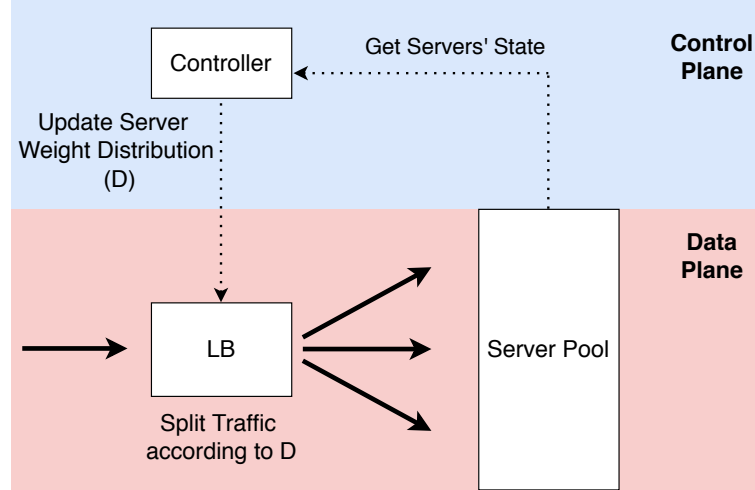 Get Servers' State
Control
Plane
Controller
Update Server
Weight Distribution
(D)
Data
Plane
LB
Server Pool
Split Traffic
according to D